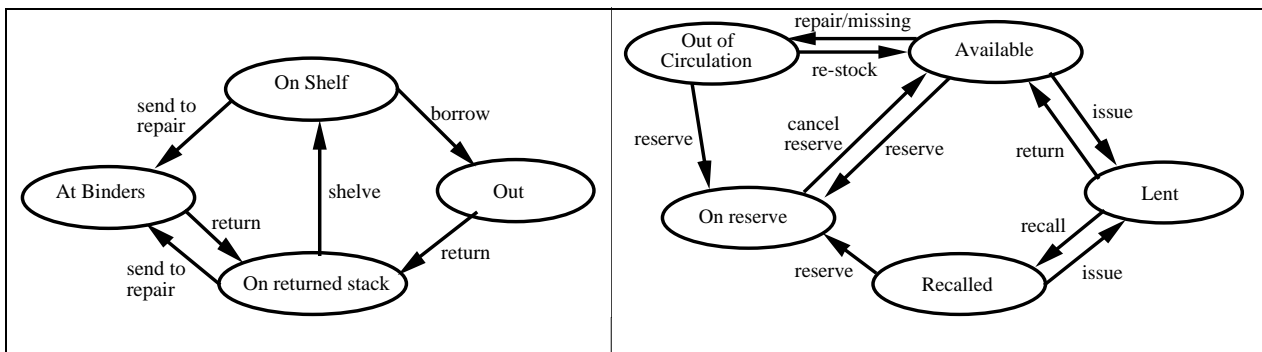 On Shelf
send to
repair
borrow
At Binders
shelve
Out
return
return
send to
repair
On returned stack
repair/missing
Out of
Circulation
Available
re-stock
issue
cancel
reserve
reserve
reserve
return
On reserve
Lent
recall
reserve
Recalled
issue